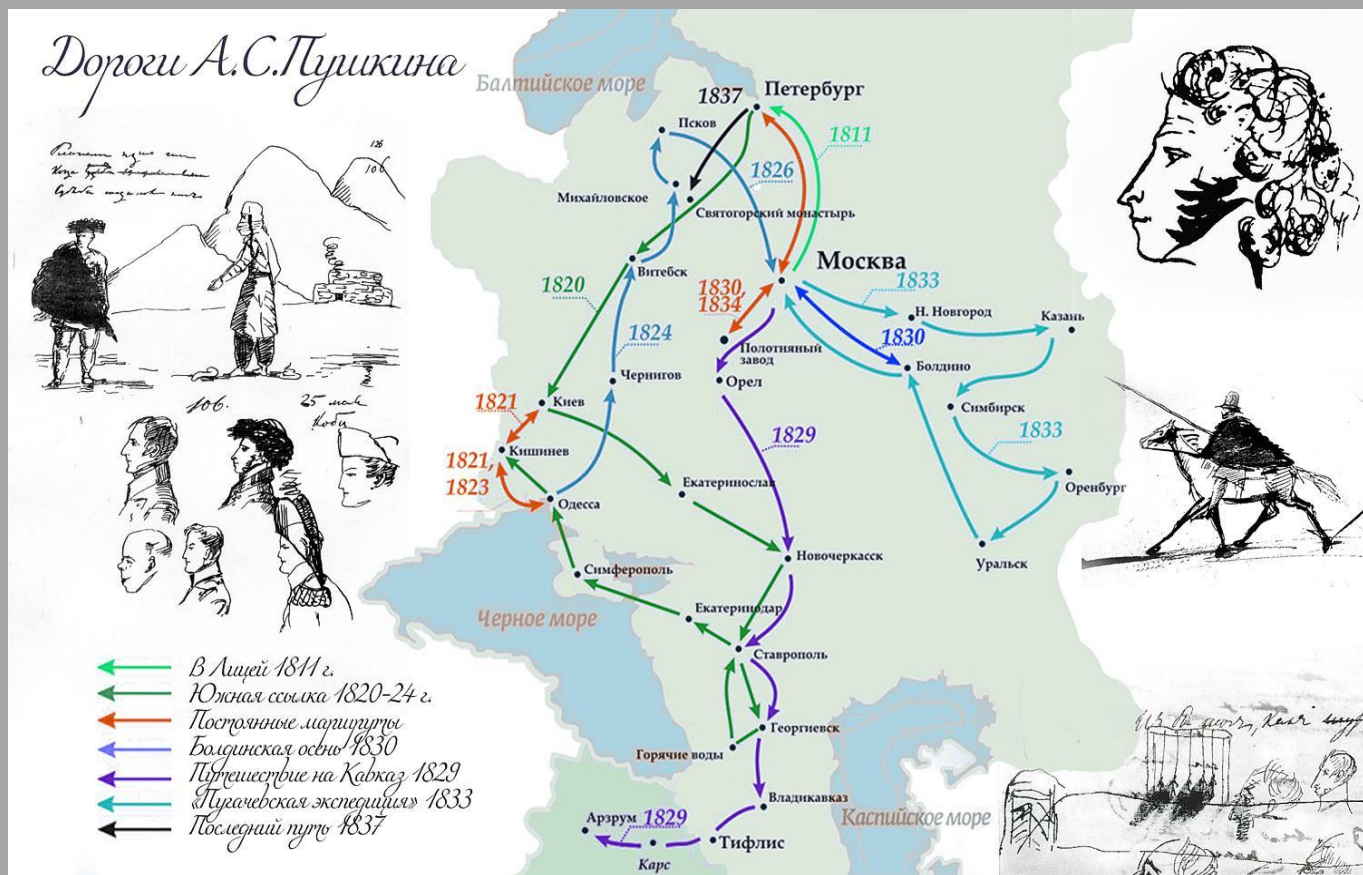 Дороги А.С.Пушкина
Балтийское море
1837
Петербург
Псков
1811
1826
Михайловское
Святогорский монастырь
Москва
Витебск
1820
1830,
1834
1833
Н. Новгород
Казань
1824
1830
Полотняный
завод
Болдино
Чернигов
Орел
1821
Киев
Симбирск
1829
1833
Кишинев
1821,
1823
Екатеринослав
Оренбург
Одесса
Новочеркасск
Уральск
Симферополь
Екатеринодар
Черное море
Ставрополь
Георгиевск
Горячие воды
Владикавказ
Арзрум
1829
Тифлис
Каспийское море
Карс
В Лицей 1811 г.
Южная ссылка 1820-24 г.
Постоянные маршруты
Болдинская осень 1830
Путешествие на Кавказ 1829
«Пугачевская экспедиция» 1833
Последний путь 1837
106
106.
25 мая